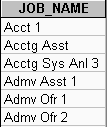 JOB_NAME
Acct 1
Acctg Asst
Acctg Sys Anl 3
Admv Asst 1
Admv Ofr 1
Admv Ofr 2